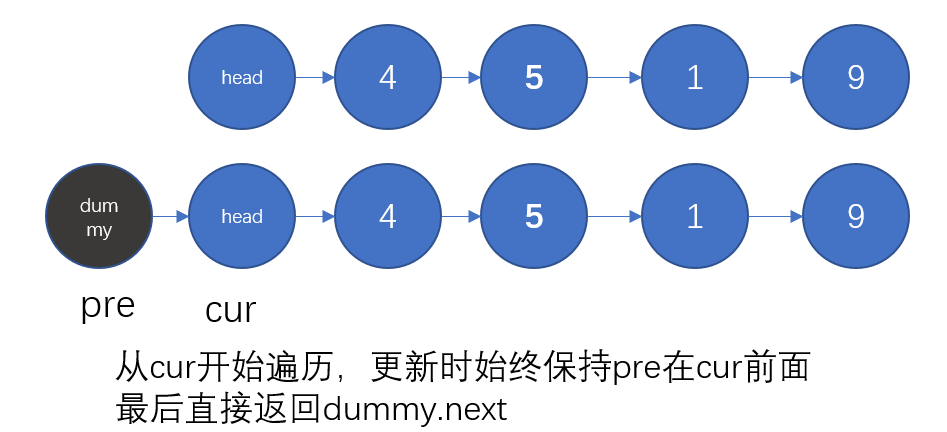 head 4 5 1 9
dum
my
head 4 5 1 9
pre cur
从cur开始遍历，更新时始终保持pre在cur前面
最后直接返回dummy.next